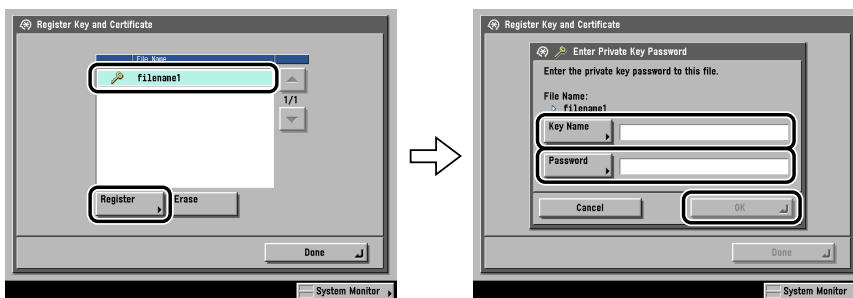 Register Key and Certificate
File Name
filename1
1/1
Register
Erase
Done
System Monitor
Register Key and Certificate
Enter Private Key Password
Enter the private key password to this file.
File Name:
filename1
Key Name
Password
Cancel
OK
Done
System Monitor